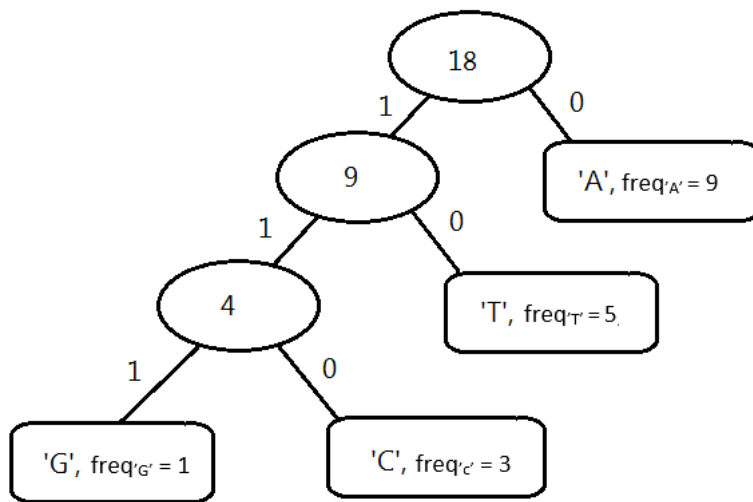 18
1
0
9
'A', freq'A' = 9
1
0
4
'T', freq'T' = 5
1
0
'G', freq'G' = 1
'C', freq'c' = 3